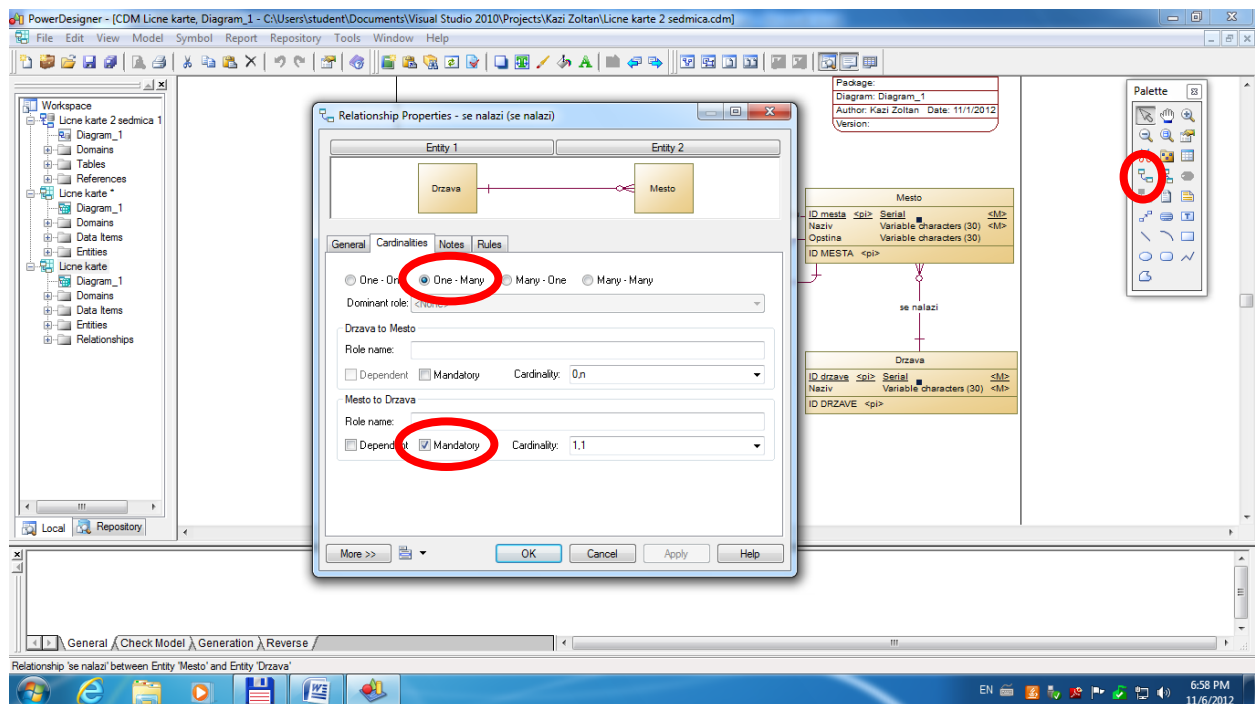 PowerDesigner - [CDM Licne karte, Diagram_1 - C:\Users\student\Documents\Visual Studio 2010\Projects\Kazi Zoltan\Licne karte 2 sedmica.cdm]
File Edit View Model Symbol Report Repository Tools Window Help
Workspace
Licne karte 2 sedmica 1
Diagram_1
Domains
Tables
References
Licne karte *
Diagram_1
Domains
Data Items
Entities
Licne karte
Diagram_1
Domains
Data Items
Entities
Relationships
Local Repository
Relationship Properties - se nalazi (se nalazi)
Entity 1 Entity 2
Drzava Mesto
General Cardinalities Notes Rules
One - One - Many Many - One Many - Many
Dominant role:
Drzava to Mesto
Role name:
Dependent Mandatory Cardinality: 0,n
Mesto to Drzava
Role name:
Mandatory Cardinality: 1,1
More >> OK Cancel Apply Help
Package:
Diagram: Diagram_1
Author: Kazi Zoltan Date: 11/1/2012
Version:
Mesto
ID mesta <pi> Serial <M>
Naziv Variable characters (30) <M>
Opstina Variable characters (30)
ID MESTA <pi>
se nalazi
Drzava
ID drzave <pi> Serial <M>
Naziv Variable characters (30) <M>
ID DRZAVE <pi>
Palette
General Check Model Generation Reverse
Relationship 'se nalazi' between Entity 'Mesto' and Entity 'Drzava'
EN
6:58 PM
11/6/2012